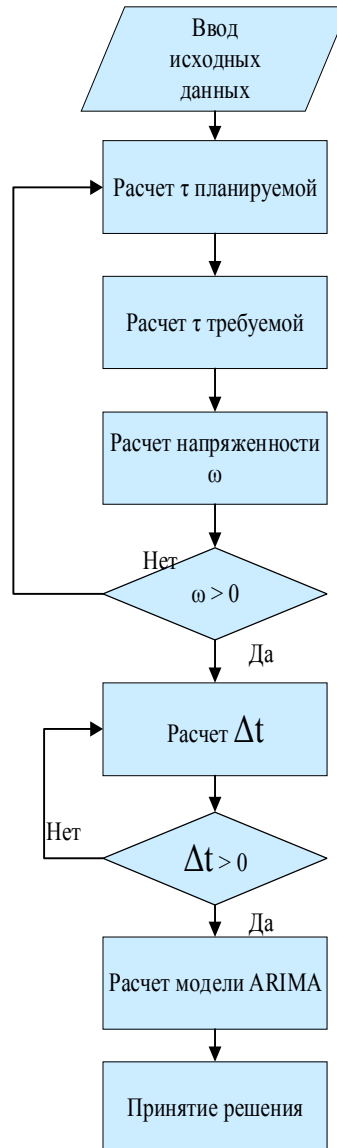 Ввод
исходных
данных
Расчет τ планируемой
Расчет τ требуемой
Расчет напряженности
ω
Нет
ω > 0
Да
Расчет Δt
Нет
Δt > 0
Да
Расчет модели ARIMA
Принятие решения